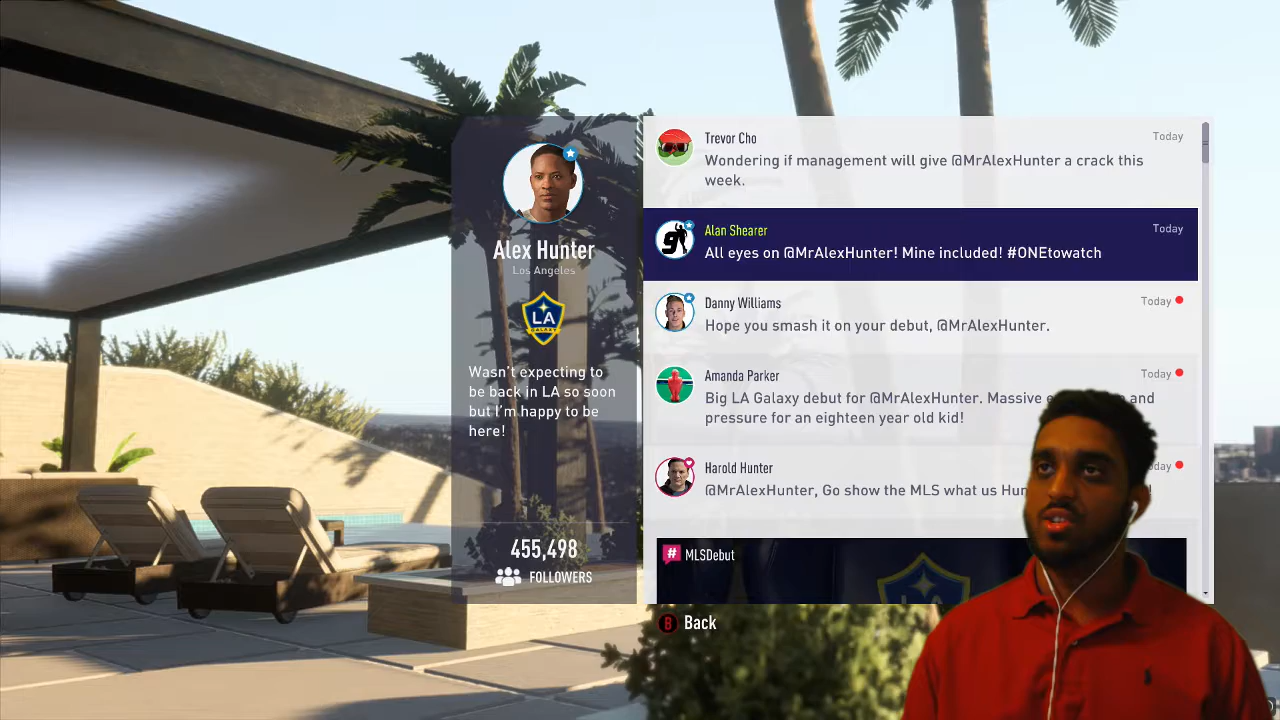 Alex Hunter
Los Angeles
LA
GALAXY
Wasn't expecting to
be back in LA so soon
but I'm happy to be
here!
455,498
FOLLOWERS
Trevor Cho
Today
Wondering if management will give @MrAlexHunter a crack this
week.
Alan Shearer
Today
All eyes on @MrAlexHunter! Mine included! #ONEtowatch
Danny Williams
Today
Hope you smash it on your debut, @MrAlexHunter.
Amanda Parker
Today
Big LA Galaxy debut for @MrAlexHunter. Massive and
pressure for an eighteen year old kid!
Harold Hunter
@MrAlexHunter, Go show the MLS what us
# MLSDebut
LA
B Back